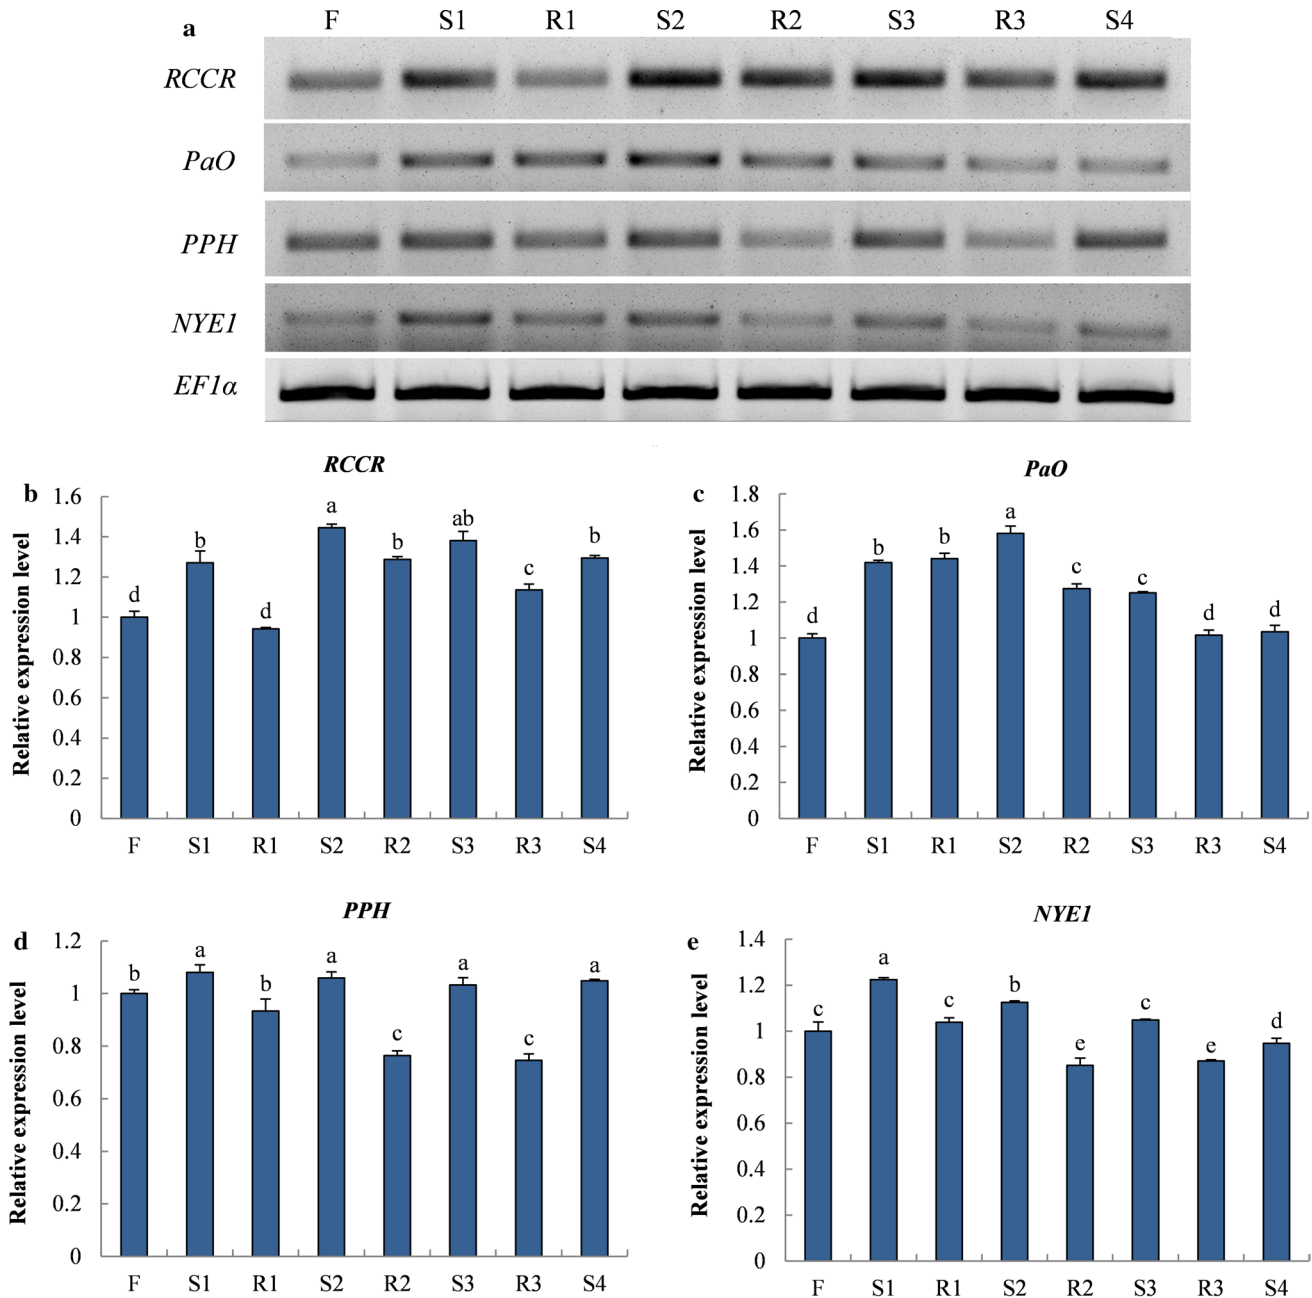 a
F S1 R1 S2 R2 S3 R3 S4
RCCR
PaO
PPH
NYE1
EF1α
b
RCCR
Relative expression level
1.6
1.4
1.2
1
0.8
0.6
0.4
0.2
0
d b d a b ab c b
F S1 R1 S2 R2 S3 R3 S4
c
PaO
Relative expression level
1.8
1.6
1.4
1.2
1
0.8
0.6
0.4
0.2
0
d b b a c c d d
F S1 R1 S2 R2 S3 R3 S4
d
PPH
Relative expression level
1.2
1
0.8
0.6
0.4
0.2
0
b a b a c a c a
F S1 R1 S2 R2 S3 R3 S4
e
NYE1
Relative expression level
1.4
1.2
1
0.8
0.6
0.4
0.2
0
c a c b e c e d
F S1 R1 S2 R2 S3 R3 S4